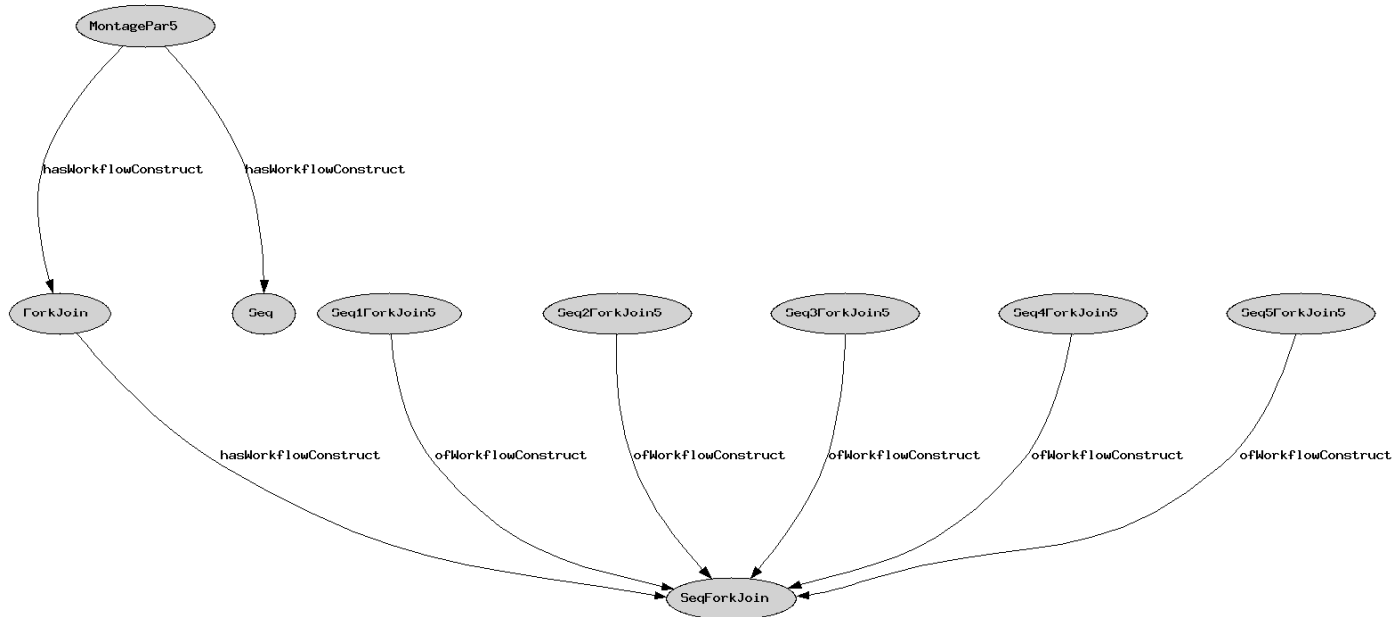 MontagePar5
hasWorkflowConstruct
hasWorkflowConstruct
ForkJoin
Seq
Seq1ForkJoin5
Seq2ForkJoin5
Seq3ForkJoin5
Seq4ForkJoin5
Seq5ForkJoin5
hasWorkflowConstruct
ofWorkflowConstruct
ofWorkflowConstruct
ofWorkflowConstruct
ofWorkflowConstruct
ofWorkflowConstruct
SeqForkJoin